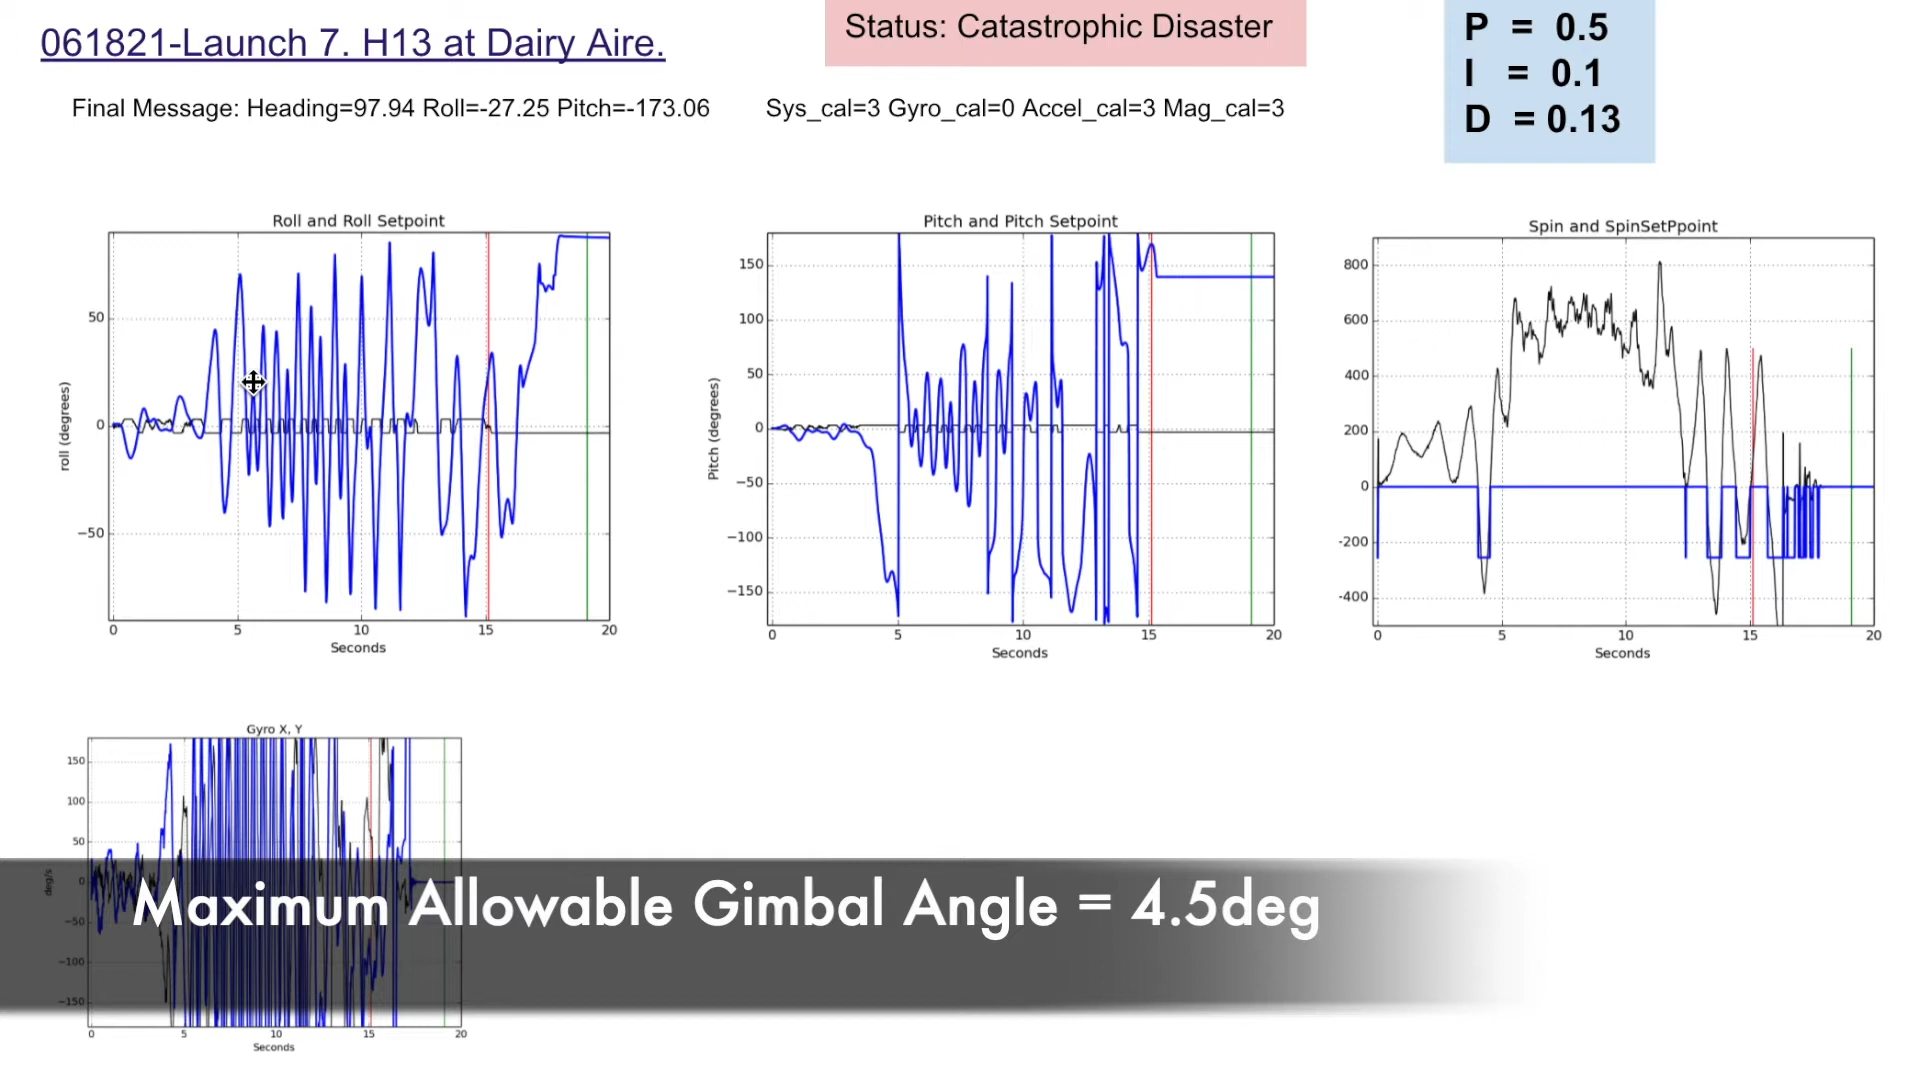 061821-Launch 7. H13 at Dairy Aire.
Status: Catastrophic Disaster
P = 0.5
I = 0.1
D = 0.13
Final Message: Heading=97.94 Roll=-27.25 Pitch=-173.06
Sys_cal=3 Gyro_cal=0 Accel_cal=3 Mag_cal=3
Roll and Roll Setpoint
50
0
−50
roll (degrees)
0 5 10 15 20
Seconds
Pitch and Pitch Setpoint
150
100
50
0
−50
−100
−150
Pitch (degrees)
0 5 10 15 20
Seconds
Spin and SpinSetPpoint
800
600
400
200
0
-200
-400
0 5 10 15 20
Seconds
Gyro X, Y
150
100
50
0
−50
−100
−150
deg/s
0 5 10 15 20
Seconds
Maximum Allowable Gimbal Angle = 4.5deg